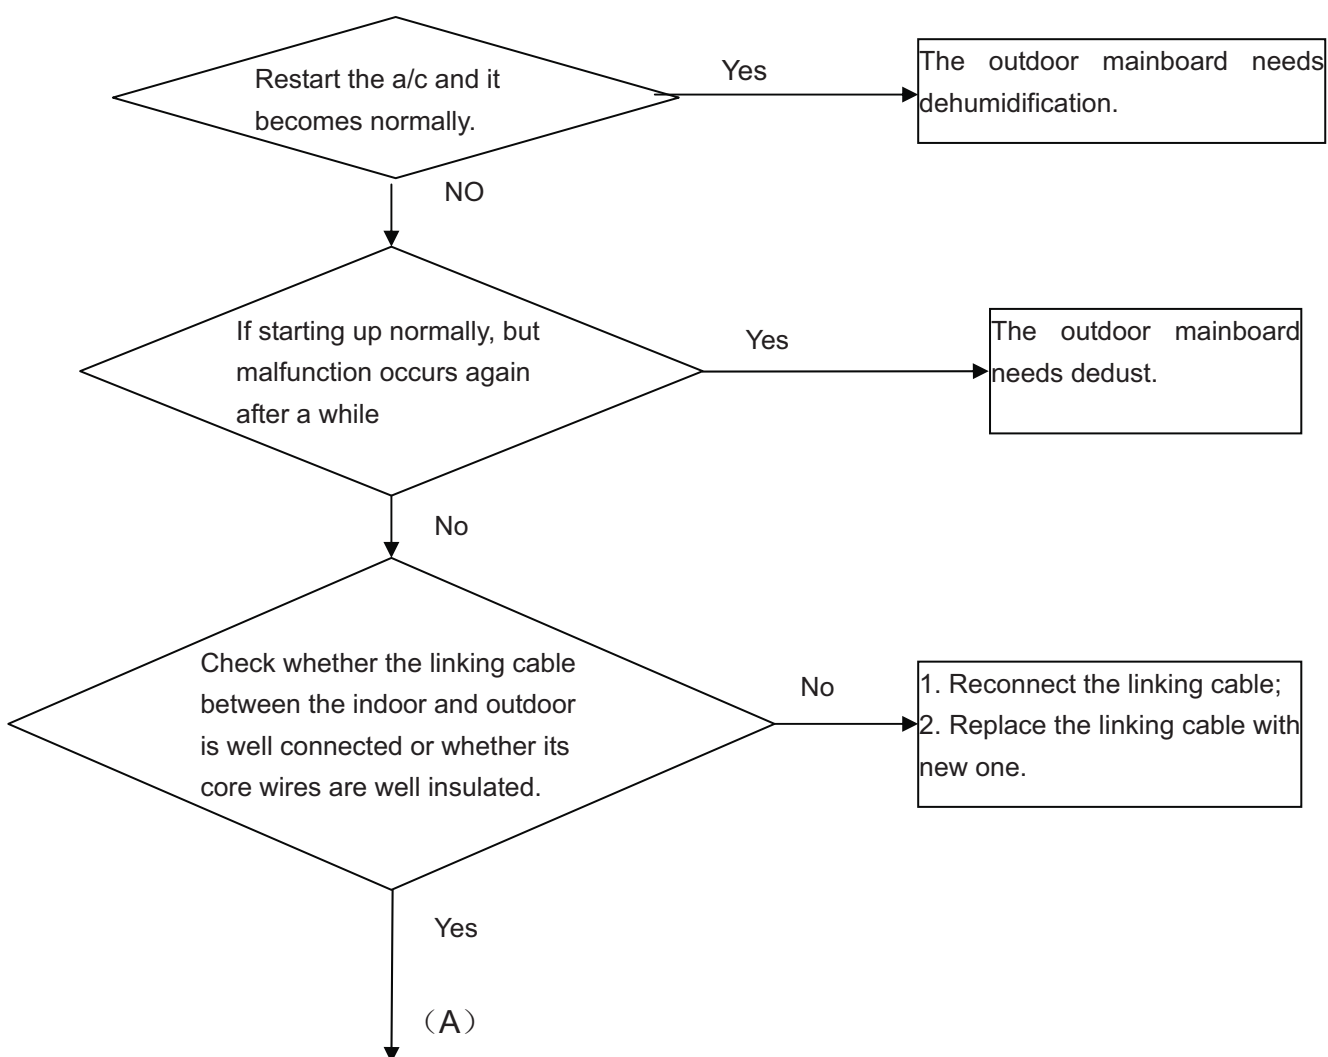 Restart the a/c and it
becomes normally.
Yes
The outdoor mainboard needs
dehumidification.
NO
If starting up normally, but
malfunction occurs again
after a while
Yes
The outdoor mainboard
needs dedust.
No
Check whether the linking cable
between the indoor and outdoor
is well connected or whether its
core wires are well insulated.
No
1. Reconnect the linking cable;
2. Replace the linking cable with
new one.
Yes
（A）